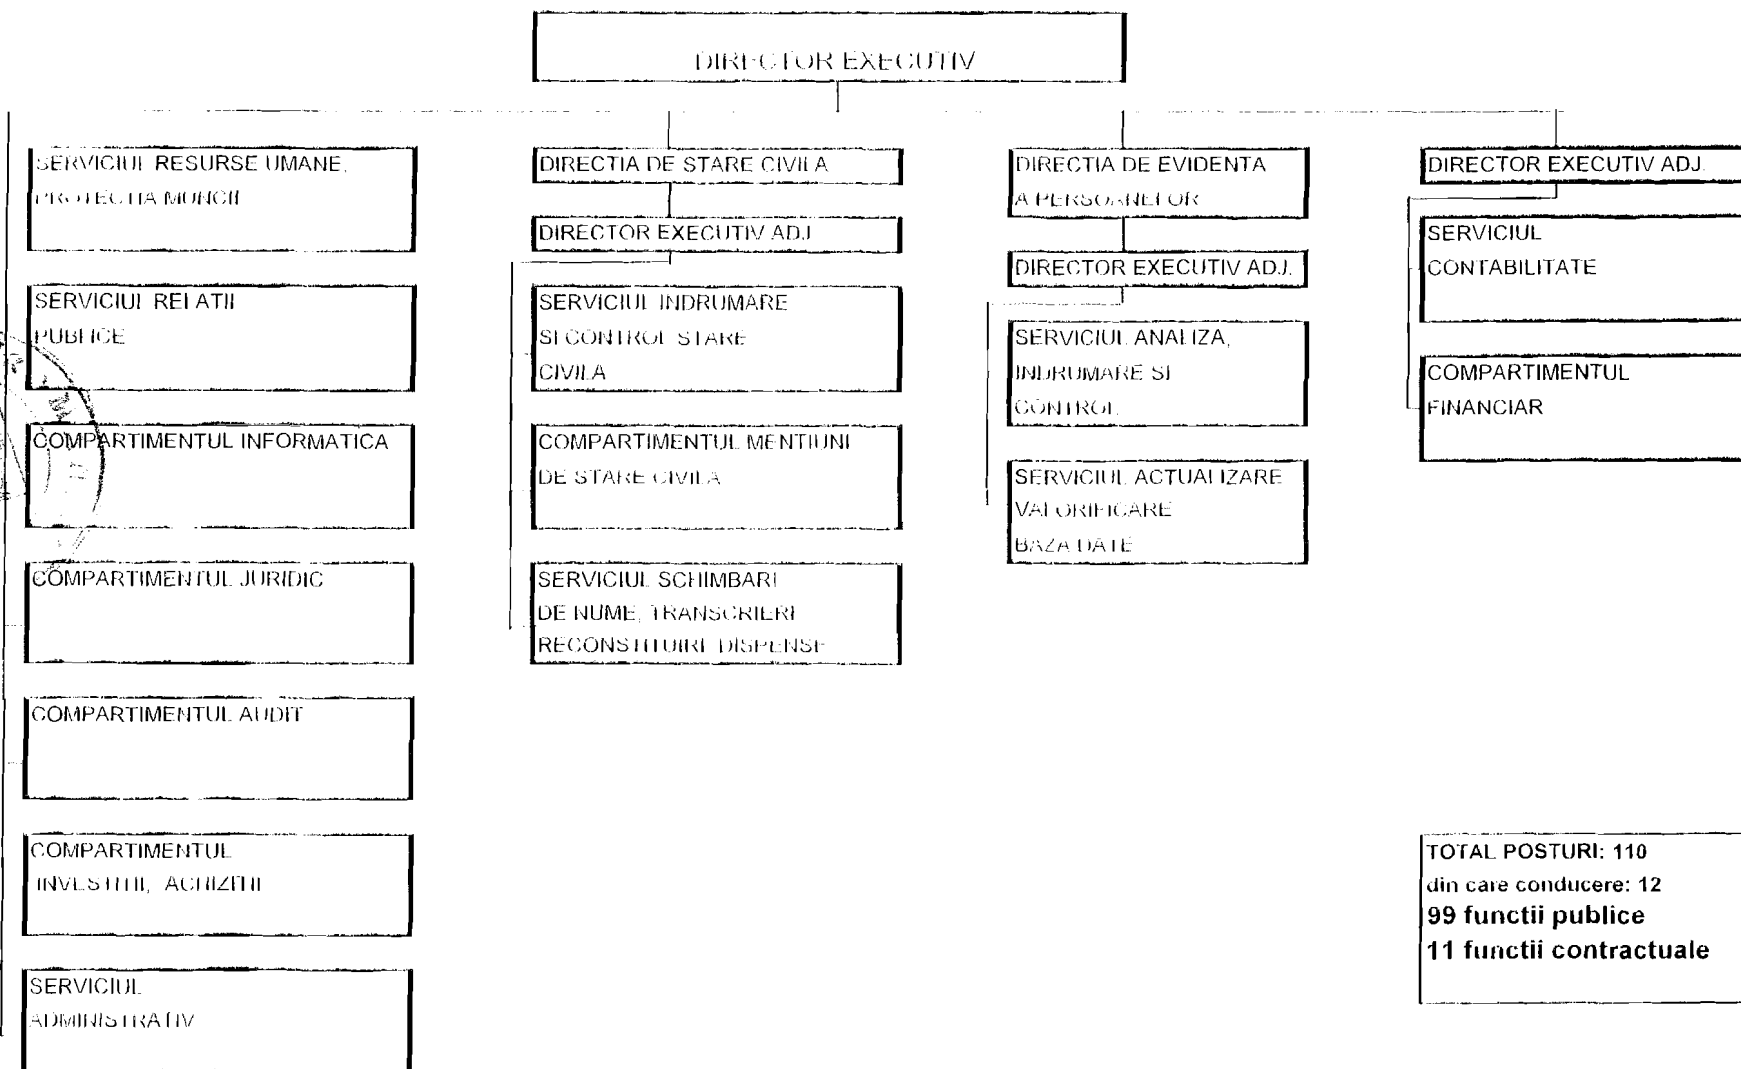 DIRECTOR EXECUTIV
SERVICIUL RESURSE UMANE,
PROTECTIA MUNCII
SERVICIUL RELATII
PUBLICE
COMPARTIMENTUL INFORMATICA
COMPARTIMENTUL JURIDIC
COMPARTIMENTUL AUDIT
COMPARTIMENTUL
INVESTITII, ACHIZITII
SERVICIUL
ADMINISTRATIV
DIRECTIA DE STARE CIVILA
DIRECTOR EXECUTIV ADJ
SERVICIUL INDRUMARE
SI CONTROL STARE
CIVILA
COMPARTIMENTUL MENTIUNI
DE STARE CIVILA
SERVICIUL SCHIMBARI
DE NUME, TRANSCRIERI
RECONSTITUIRE DISPENSE
DIRECTIA DE EVIDENTA
A PERSOANELOR
DIRECTOR EXECUTIV ADJ.
SERVICIUL ANALIZA,
INDRUMARE SI
CONTROL
SERVICIUL ACTUALIZARE
VALORIFICARE
BAZA DATE
DIRECTOR EXECUTIV ADJ.
SERVICIUL
CONTABILITATE
COMPARTIMENTUL
FINANCIAR
TOTAL POSTURI: 110
din care conducere: 12
99 functii publice
11 functii contractuale